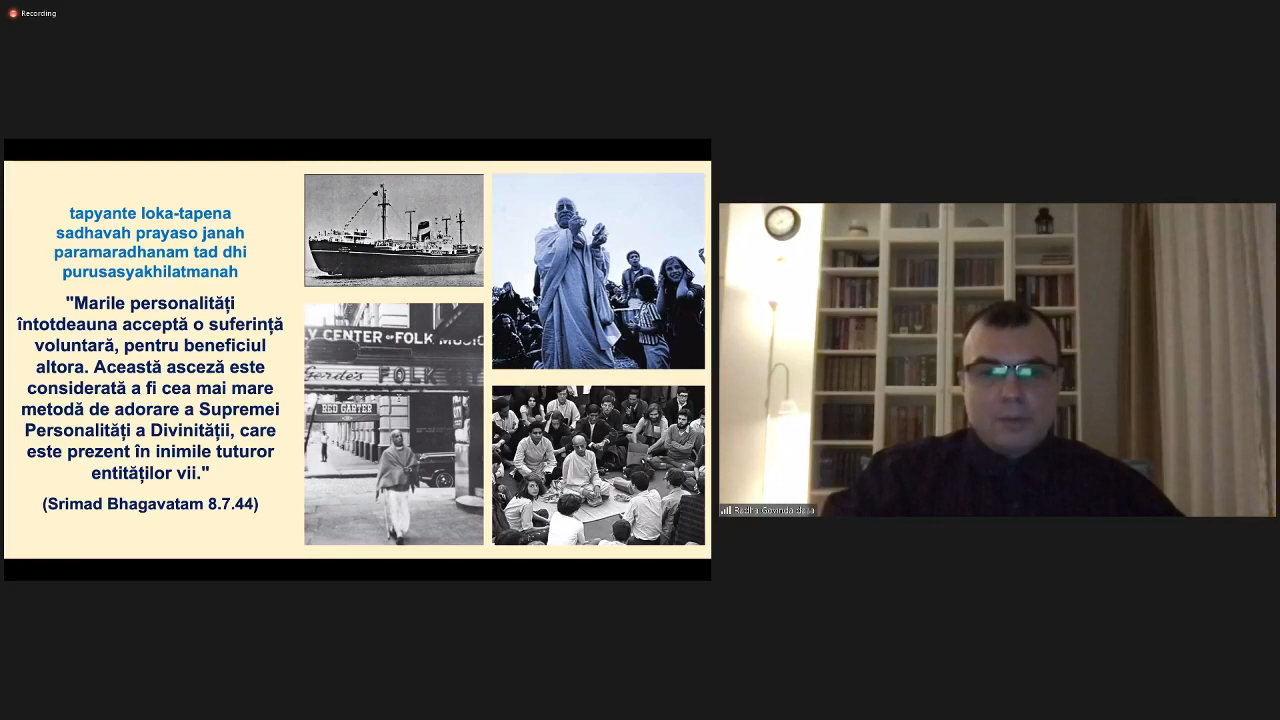 Recording
tapyante loka-tapena
sadhavah prayaso janah
paramaradhanam tad dhi
purusasyakhilatmanah
"Marile personalități
întotdeauna acceptă o suferință
voluntară, pentru beneficiul
altora. Această asceză este
considerată a fi cea mai mare
metodă de adorare a Supremei
Personalități a Divinității, care
este prezent în inimile tuturor
entităților vii."
(Srimad Bhagavatam 8.7.44)
Y CENTER OF FOLK MUSIC
Gerde's FOLK
RED GARTER
Radha Govinda dasa